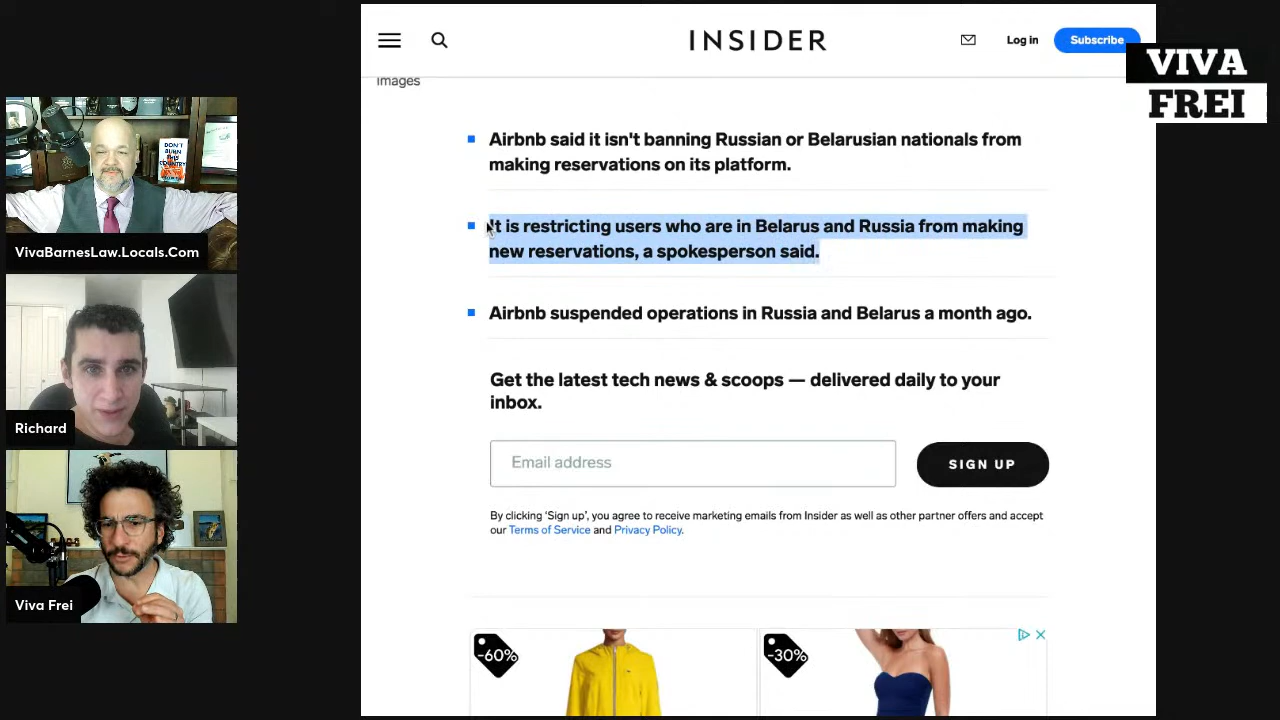 INSIDER
Log in
Subscribe
VIVA
FREI
images
Airbnb said it isn't banning Russian or Belarusian nationals from
making reservations on its platform.
It is restricting users who are in Belarus and Russia from making
new reservations, a spokesperson said.
Airbnb suspended operations in Russia and Belarus a month ago.
Get the latest tech news & scoops — delivered daily to your
inbox.
Email address
SIGN UP
By clicking ‘Sign up’, you agree to receive marketing emails from Insider as well as other partner offers and accept
our Terms of Service and Privacy Policy.
-60%
-30%
DON'T
BURN
THIS
COUNTRY
VivaBarnesLaw.Locals.Com
Richard
Viva Frei